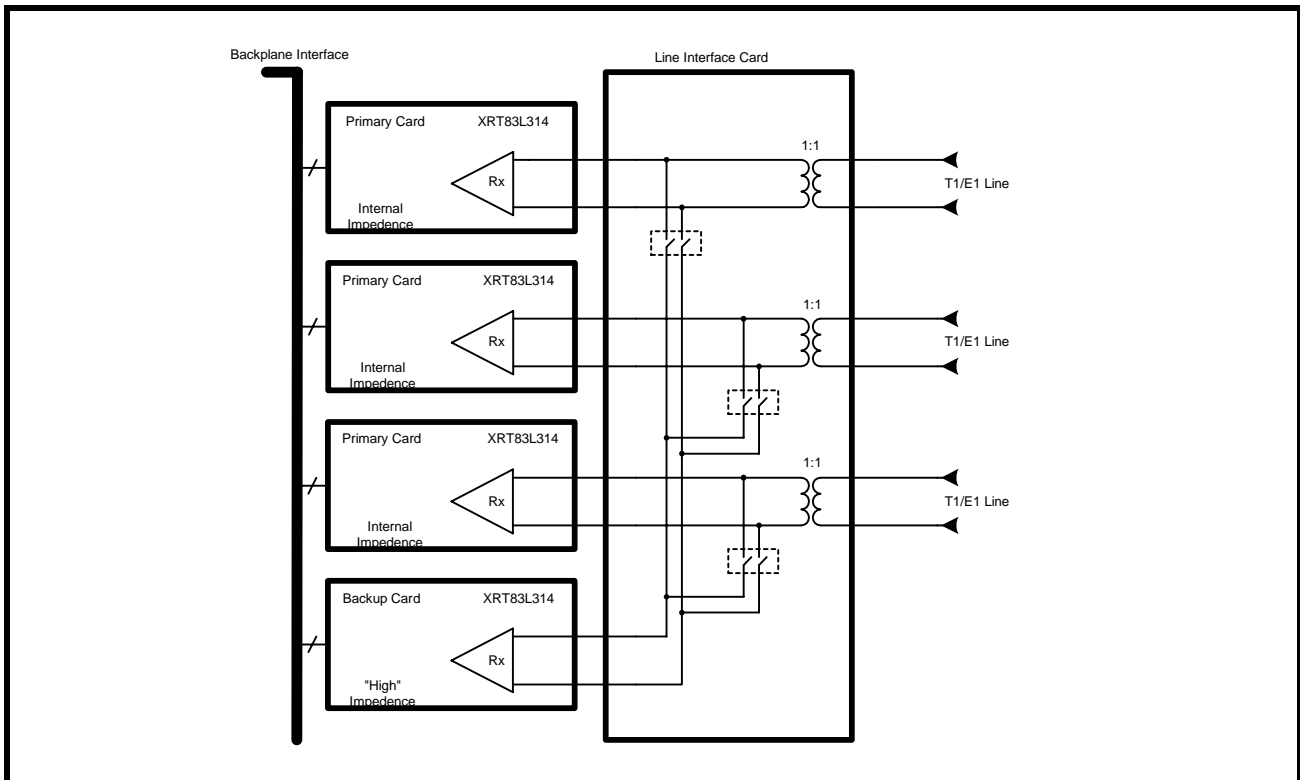 Backplane Interface
Line Interface Card
Primary Card XRT83L314
Rx
Internal
Impedence
1:1
T1/E1 Line
Primary Card XRT83L314
Rx
Internal
Impedence
1:1
T1/E1 Line
Primary Card XRT83L314
Rx
Internal
Impedence
1:1
T1/E1 Line
Backup Card XRT83L314
Rx
"High"
Impedence